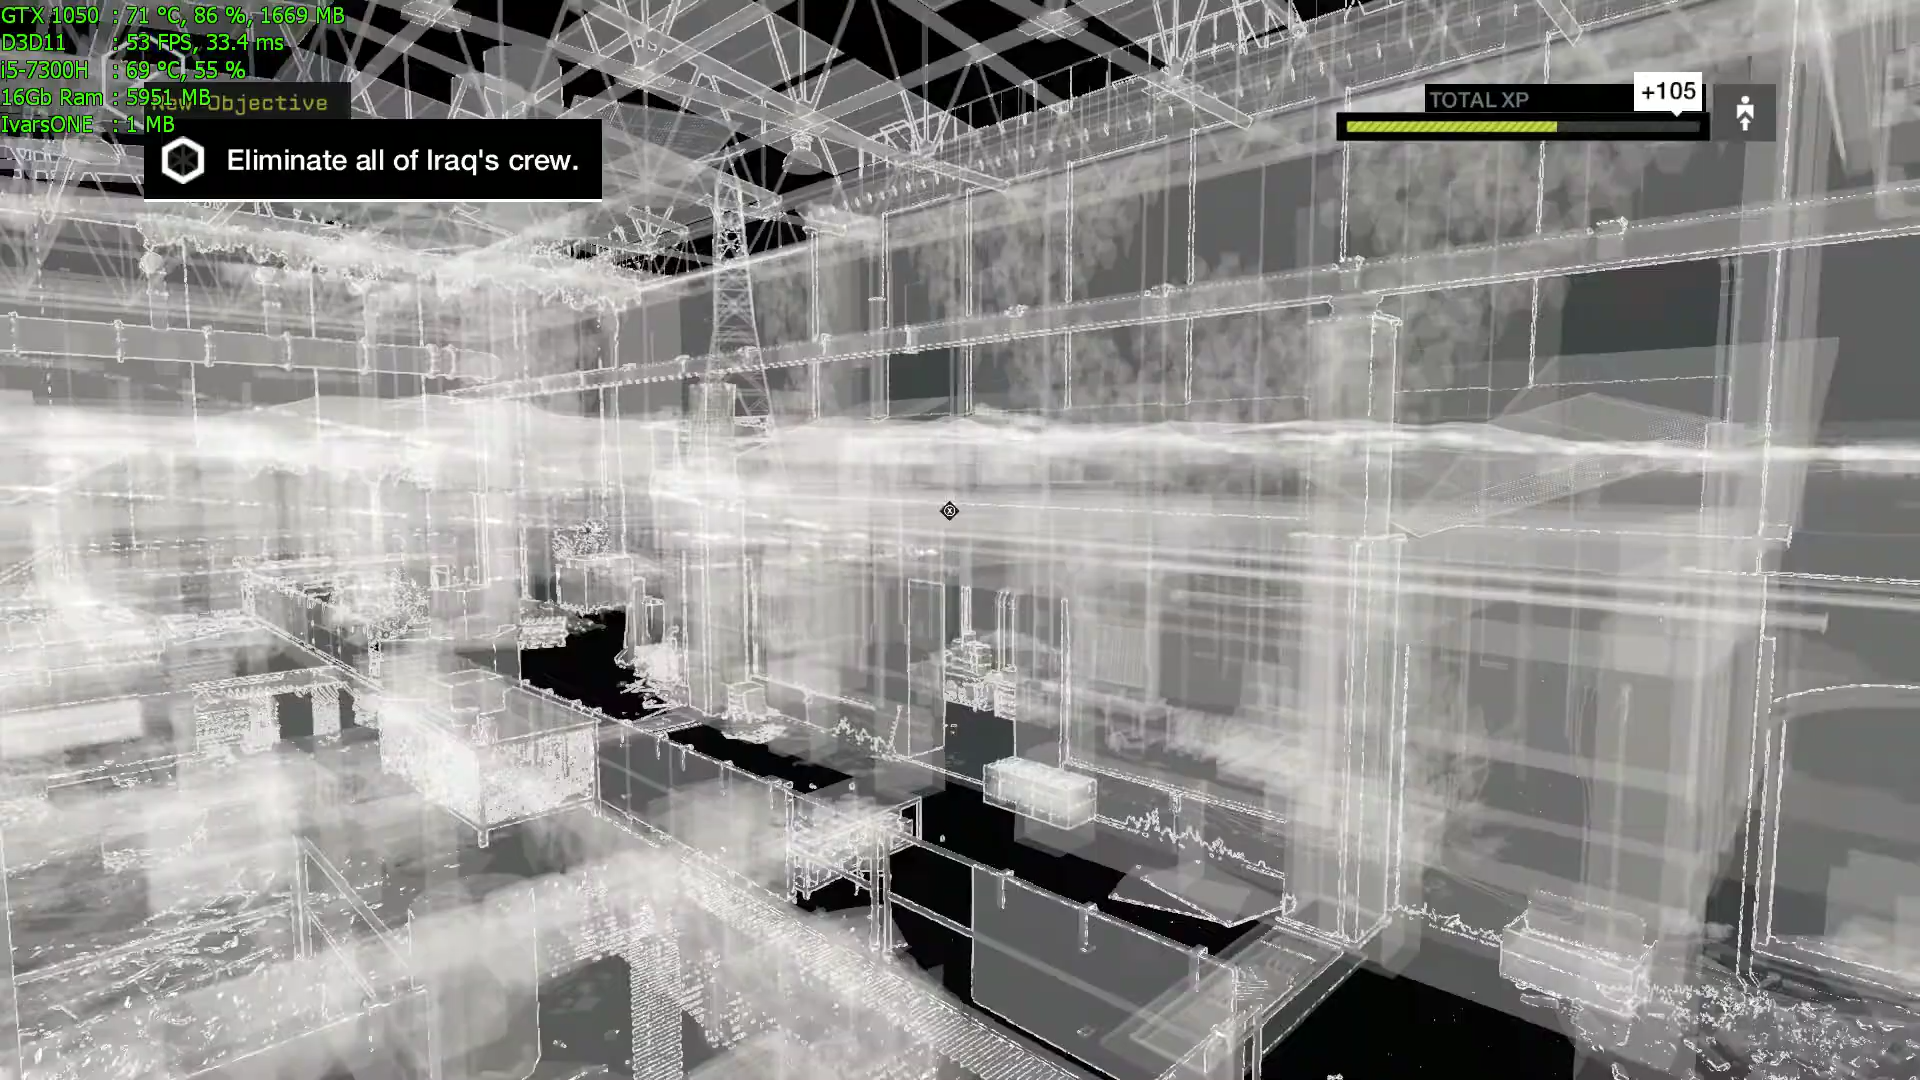 GTX 1050 : 71 °C, 86 %, 1669 MB
D3D11 : 53 FPS, 33.4 ms
i5-7300H : 69 °C, 55 %
16Gb Ram : 5951 MB
IvarsONE : 1 MB
New Objective
Eliminate all of Iraq's crew.
TOTAL XP
+105